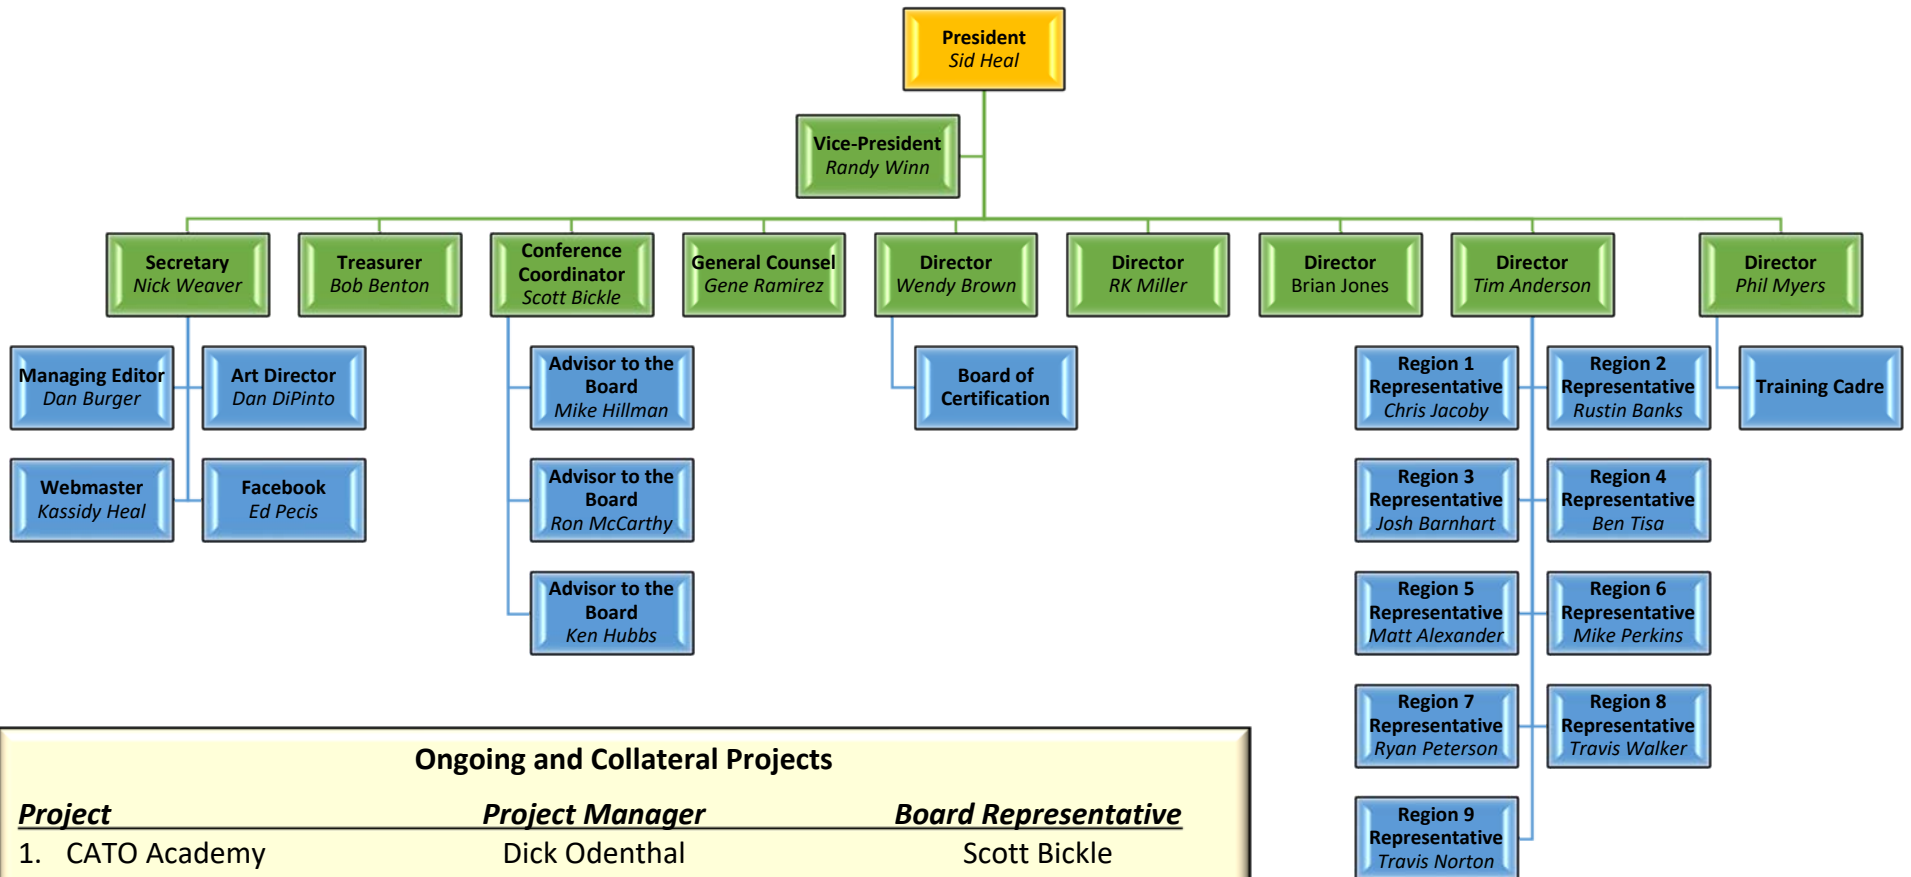 President
Sid Heal
Vice-President
Randy Winn
Secretary
Nick Weaver
Treasurer
Bob Benton
Conference
Coordinator
Scott Bickle
General Counsel
Gene Ramirez
Director
Wendy Brown
Director
RK Miller
Director
Brian Jones
Director
Tim Anderson
Director
Phil Myers
Managing Editor
Dan Burger
Art Director
Dan DiPinto
Webmaster
Kassidy Heal
Facebook
Ed Pecis
Advisor to the
Board
Mike Hillman
Advisor to the
Board
Ron McCarthy
Advisor to the
Board
Ken Hubbs
Board of
Certification
Region 1
Representative
Chris Jacoby
Region 2
Representative
Rustin Banks
Region 3
Representative
Josh Barnhart
Region 4
Representative
Ben Tisa
Region 5
Representative
Matt Alexander
Region 6
Representative
Mike Perkins
Region 7
Representative
Ryan Peterson
Region 8
Representative
Travis Walker
Region 9
Representative
Travis Norton
Training Cadre
Ongoing and Collateral Projects
Project Project Manager Board Representative
1. CATO Academy Dick Odenthal Scott Bickle